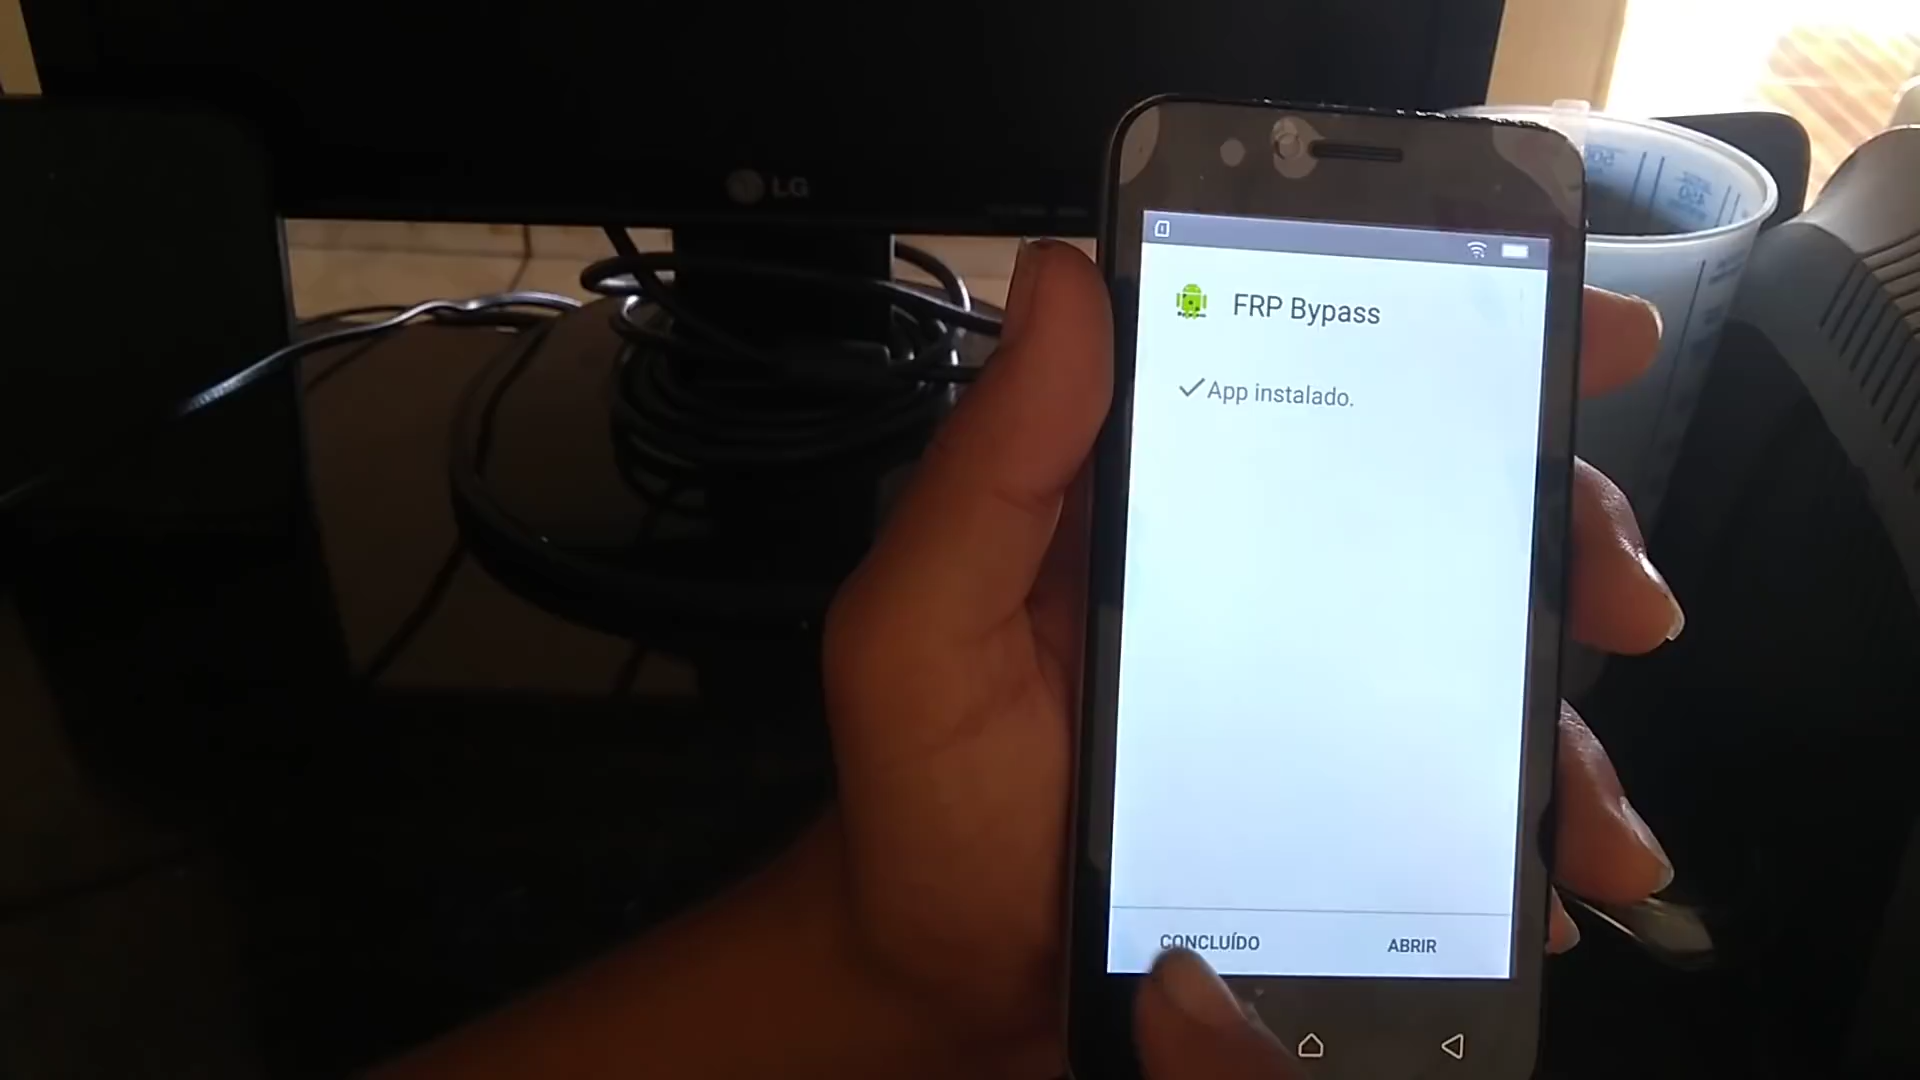 LG
FRP Bypass
App instalado.
CONCLUÍDO
ABRIR